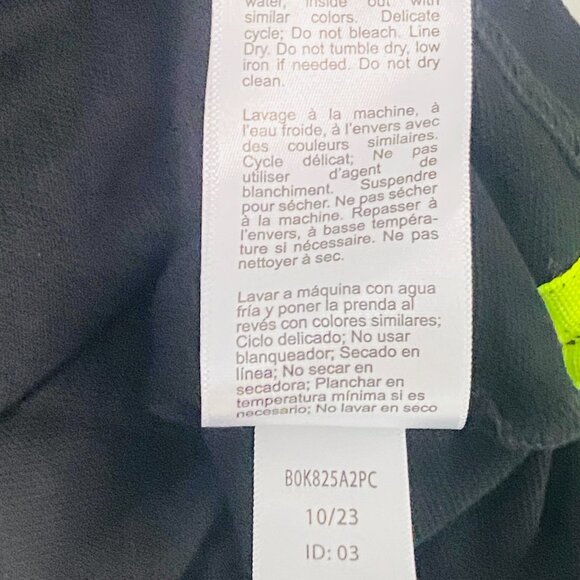 water, inside out with
similar colors. Delicate
cycle; Do not bleach. Line
Dry. Do not tumble dry, low
iron if needed. Do not dry
clean.
Lavage à la machine, à
l'eau froide, à l'envers avec
des couleurs similaires.
Cycle délicat; Ne pas
utiliser d'agent de
blanchiment. Suspendre
pour sécher. Ne pas sécher
à la machine. Repasser à
l'envers, à basse tempéra-
ture si nécessaire. Ne pas
nettoyer à sec.
Lavar a máquina con agua
fría y poner la prenda al
revés con colores similares;
Ciclo delicado; No usar
blanqueador; Secado en
línea; No secar en
secadora; Planchar en
temperatura mínima si es
necesario; No lavar en seco
B0K825A2PC
10/23
ID: 03